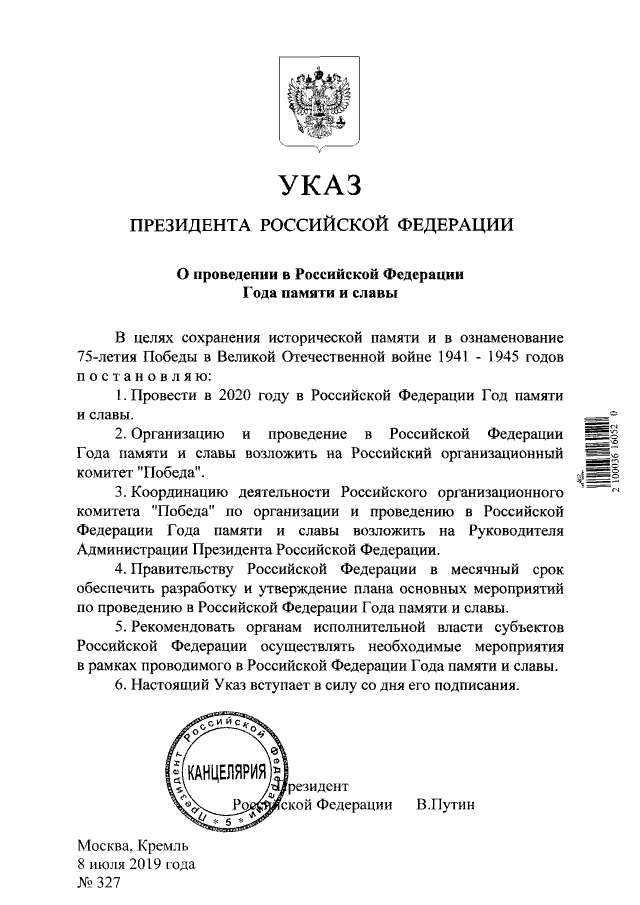 УКАЗ
ПРЕЗИДЕНТА РОССИЙСКОЙ ФЕДЕРАЦИИ
О проведении в Российской Федерации
Года памяти и славы
В целях сохранения исторической памяти и в ознаменование
75-летия Победы в Великой Отечественной войне 1941 - 1945 годов
п о с т а н о в л я ю:
1. Провести в 2020 году в Российской Федерации Год памяти
и славы.
2. Организацию и проведение в Российской Федерации
Года памяти и славы возложить на Российский организационный
комитет "Победа".
3. Координацию деятельности Российского организационного
комитета "Победа" по организации и проведению в Российской
Федерации Года памяти и славы возложить на Руководителя
Администрации Президента Российской Федерации.
4. Правительству Российской Федерации в месячный срок
обеспечить разработку и утверждение плана основных мероприятий
по проведению в Российской Федерации Года памяти и славы.
5. Рекомендовать органам исполнительной власти субъектов
Российской Федерации осуществлять необходимые мероприятия
в рамках проводимого в Российской Федерации Года памяти и славы.
6. Настоящий Указ вступает в силу со дня его подписания.
Президент Российской Федерации
КАНЦЕЛЯРИЯ
* 5 *
Президент
Российской Федерации В.Путин
Москва, Кремль
8 июля 2019 года
№ 327
2 100036 16052 0